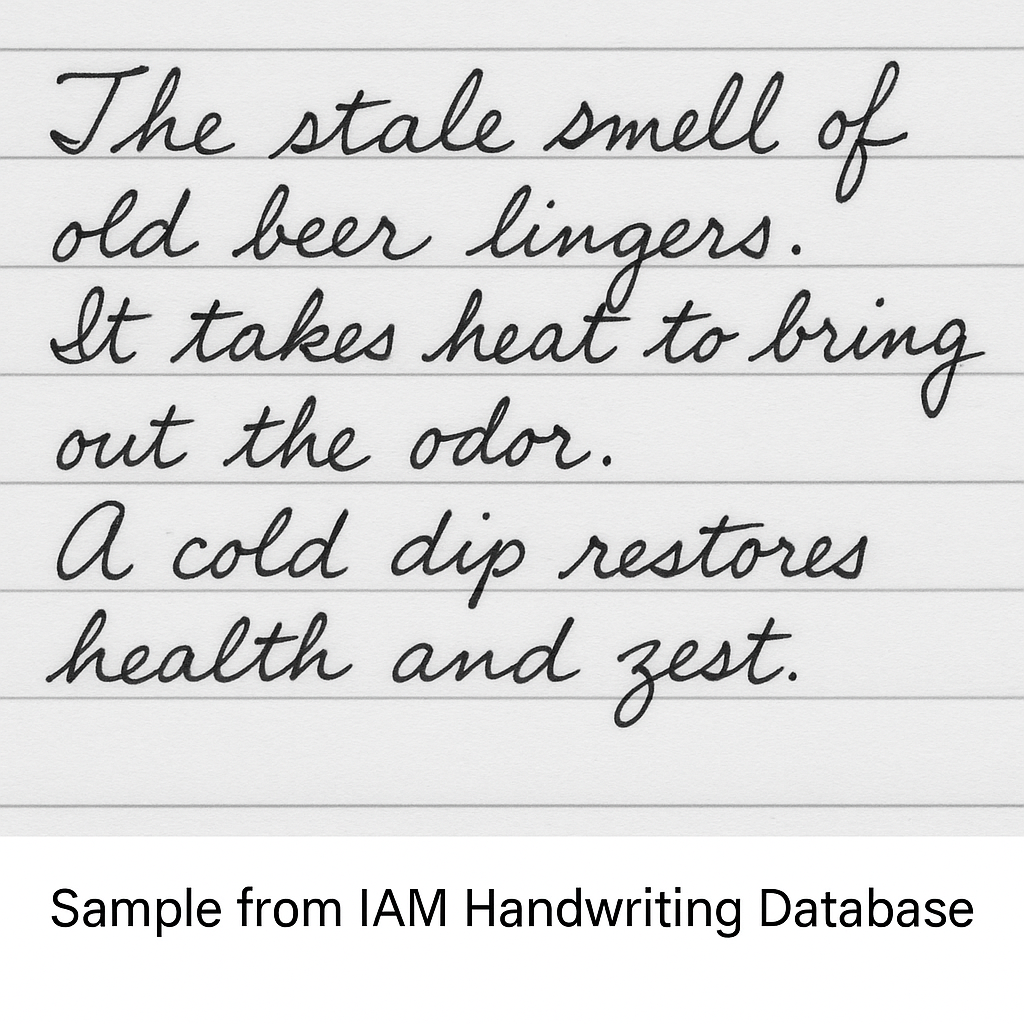 The stale smell of
old beer lingers.
It takes heat to bring
out the odor.
A cold dip restores
health and zest.
Sample from IAM Handwriting Database